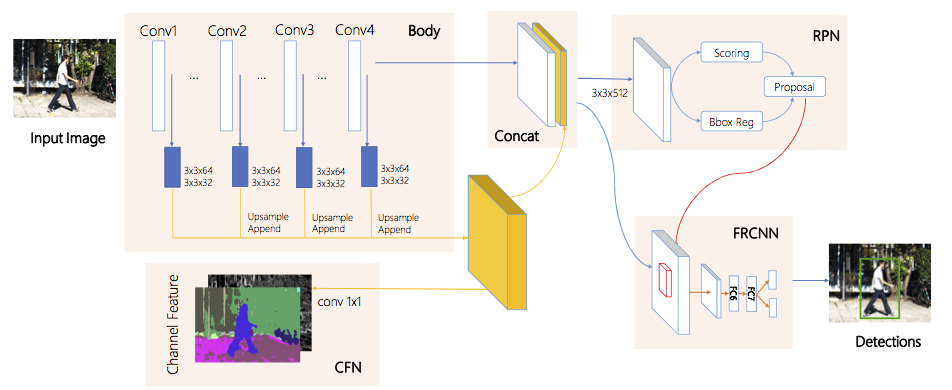 Conv1
Conv2
Conv3
Conv4
Body
...
...
...
Input Image
3x3x64
3x3x32
3x3x64
3x3x32
3x3x64
3x3x32
3x3x64
3x3x32
Upsample
Append
Upsample
Append
Upsample
Append
Concat
3x3x512
RPN
Scoring
Proposal
Bbox Reg
Channel Feature
conv 1x1
CFN
FRCNN
FC6
FC7
Detections